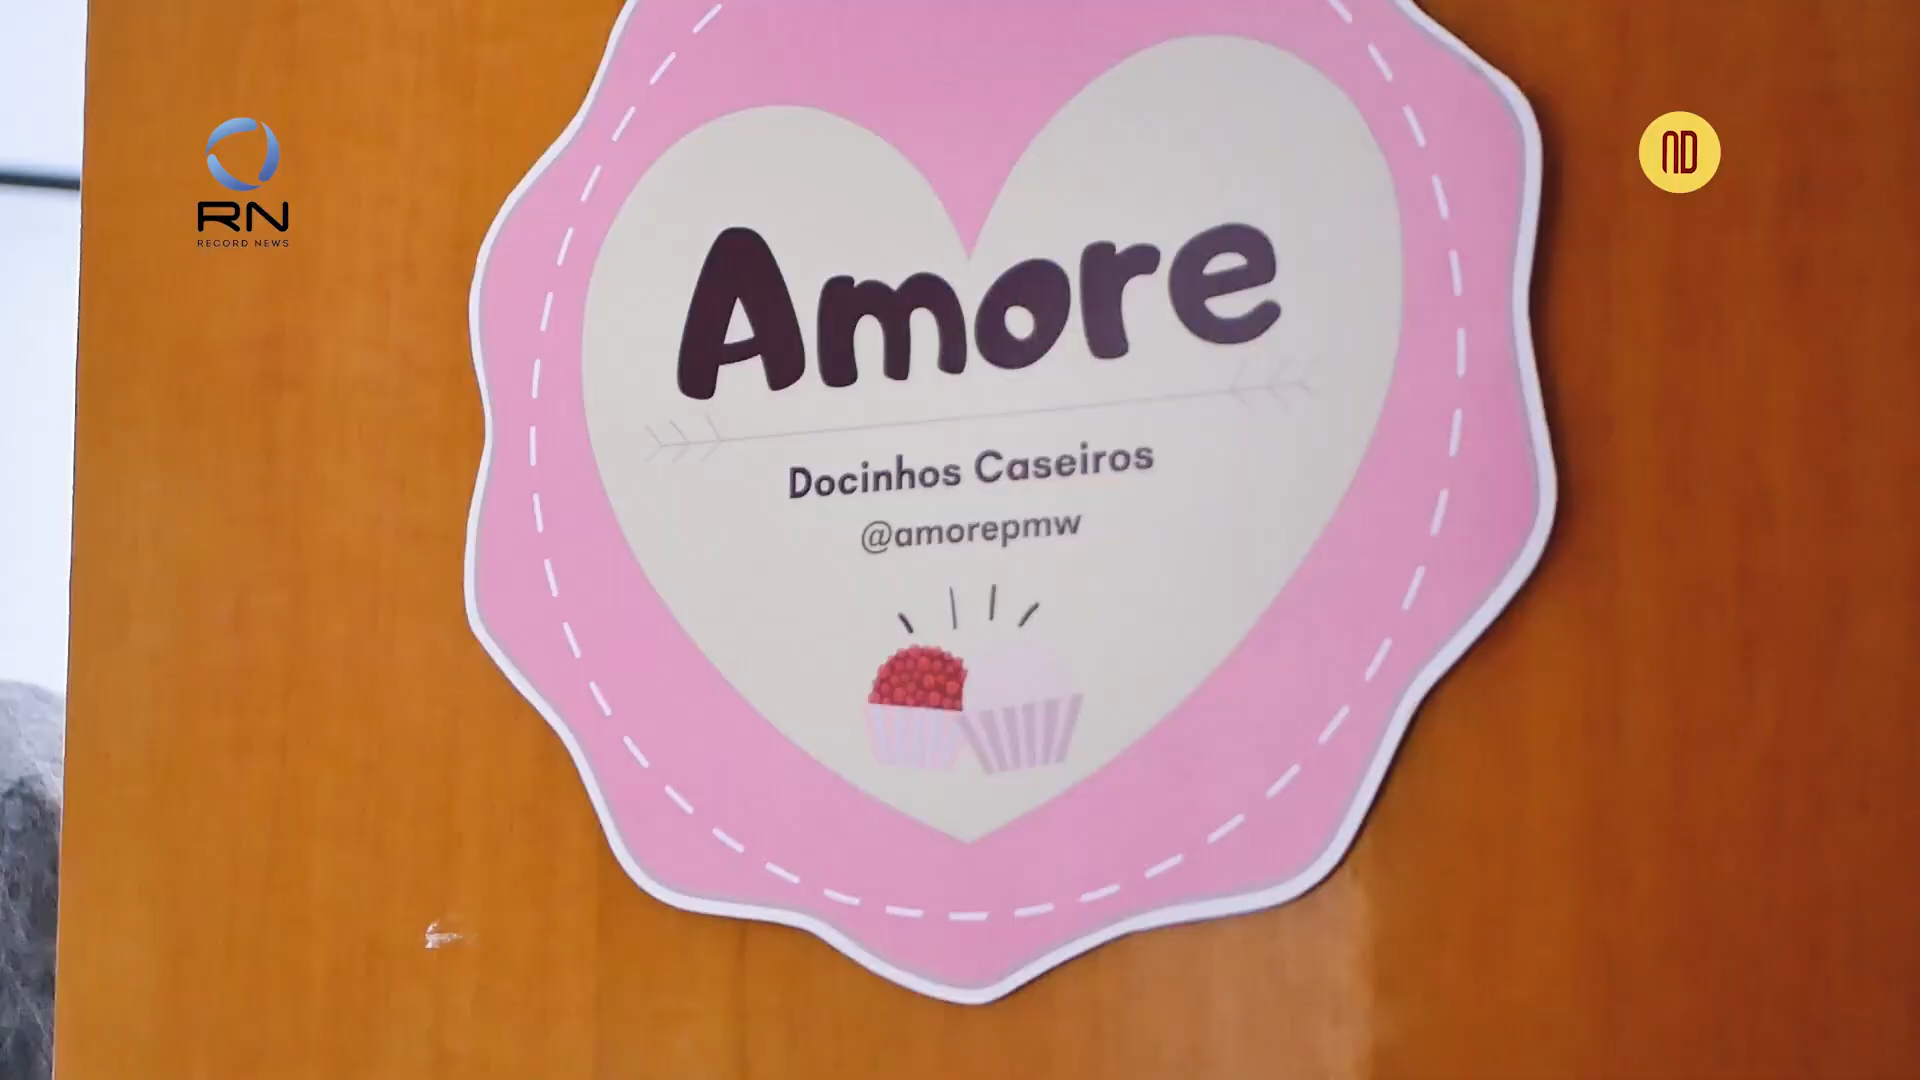 RN
RECORD NEWS
ND
Amore
Docinhos Caseiros
@amorepmw